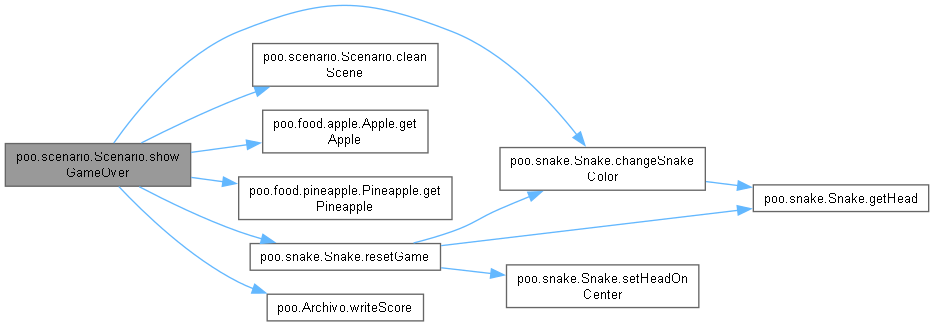 poo.scenario.Scenario.show
GameOver
poo.scenario.Scenario.clean
Scene
poo.food.apple.Apple.get
Apple
poo.food.pineapple.Pineapple.get
Pineapple
poo.snake.Snake.resetGame
poo.Archivo.writeScore
poo.snake.Snake.changeSnake
Color
poo.snake.Snake.setHeadOn
Center
poo.snake.Snake.getHead